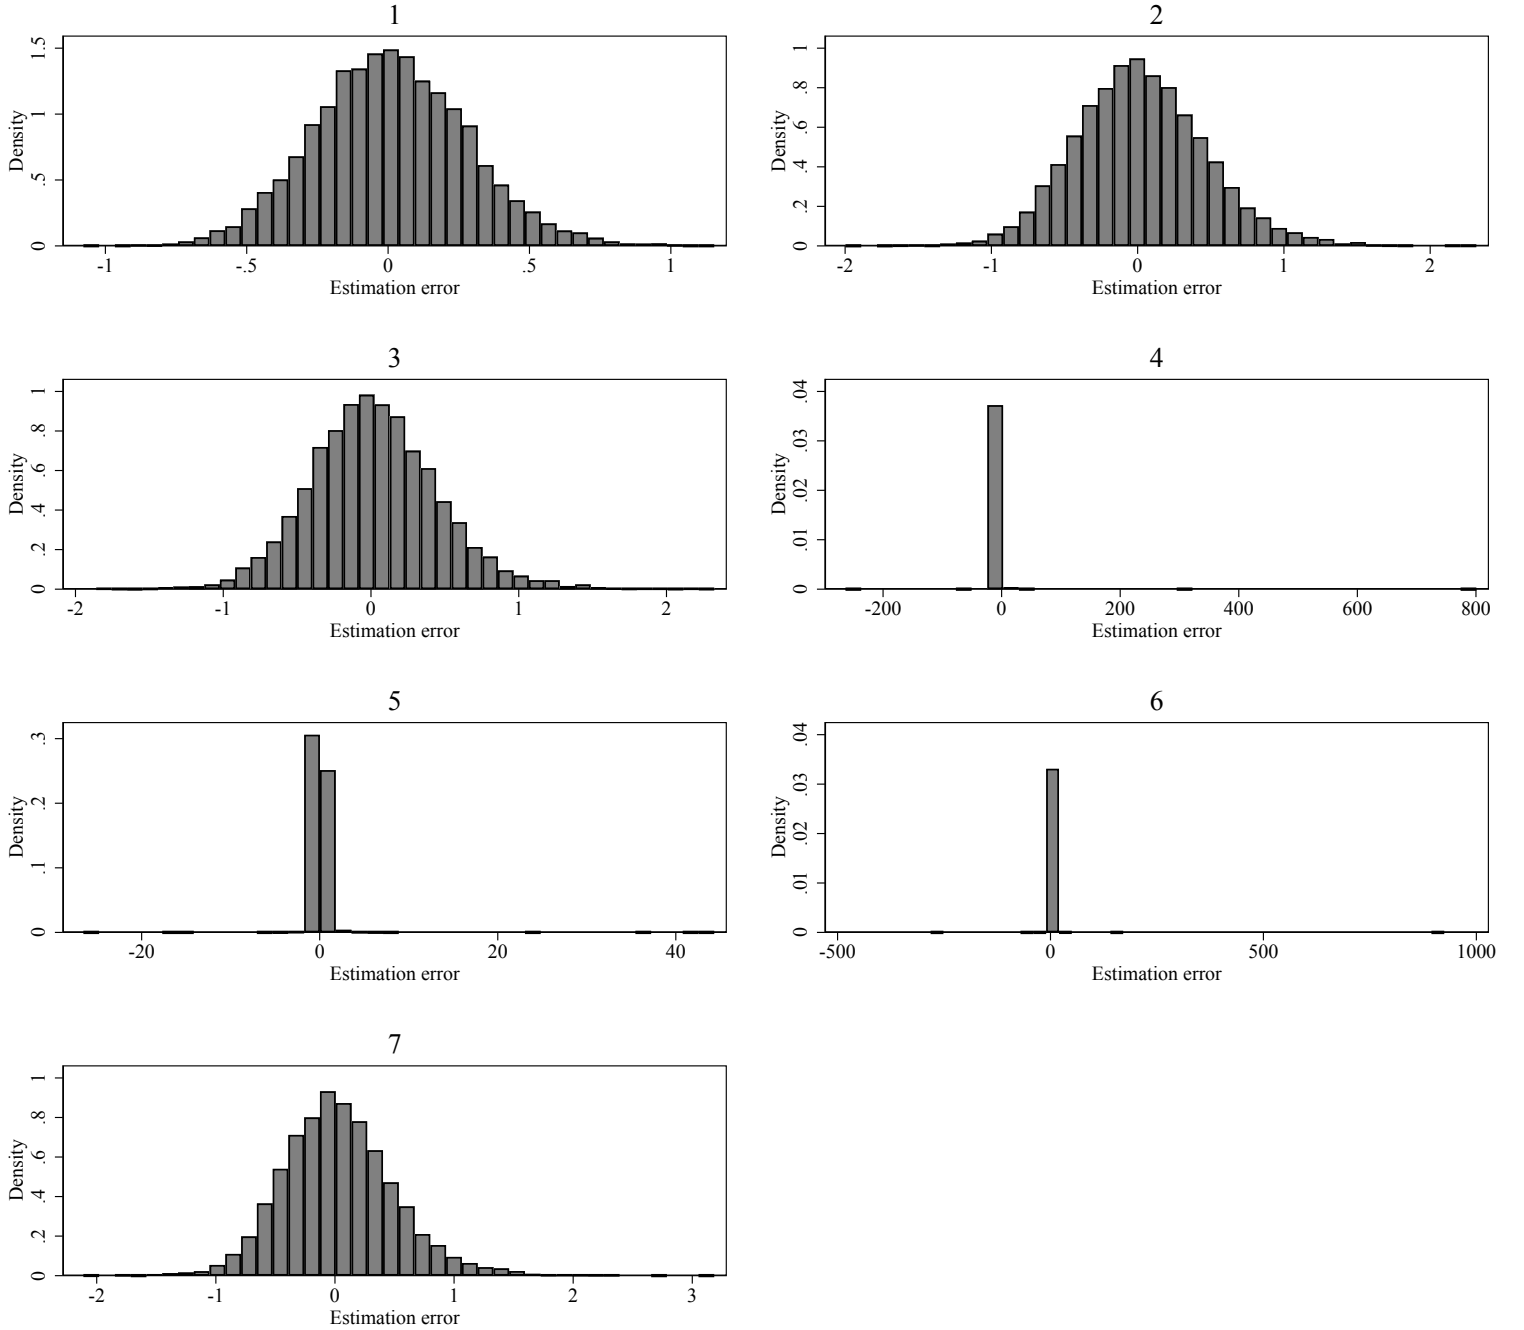 1
Density
0 .5 1 1.5
-1 -.5 0 .5 1
Estimation error
2
Density
0 .2 .4 .6 .8 1
-2 -1 0 1 2
Estimation error
3
Density
0 .2 .4 .6 .8 1
-2 -1 0 1 2
Estimation error
4
Density
0 .01 .02 .03 .04
-200 0 200 400 600 800
Estimation error
5
Density
0 .1 .2 .3
-20 0 20 40
Estimation error
6
Density
0 .01 .02 .03 .04
-500 0 500 1000
Estimation error
7
Density
0 .2 .4 .6 .8 1
-2 -1 0 1 2 3
Estimation error